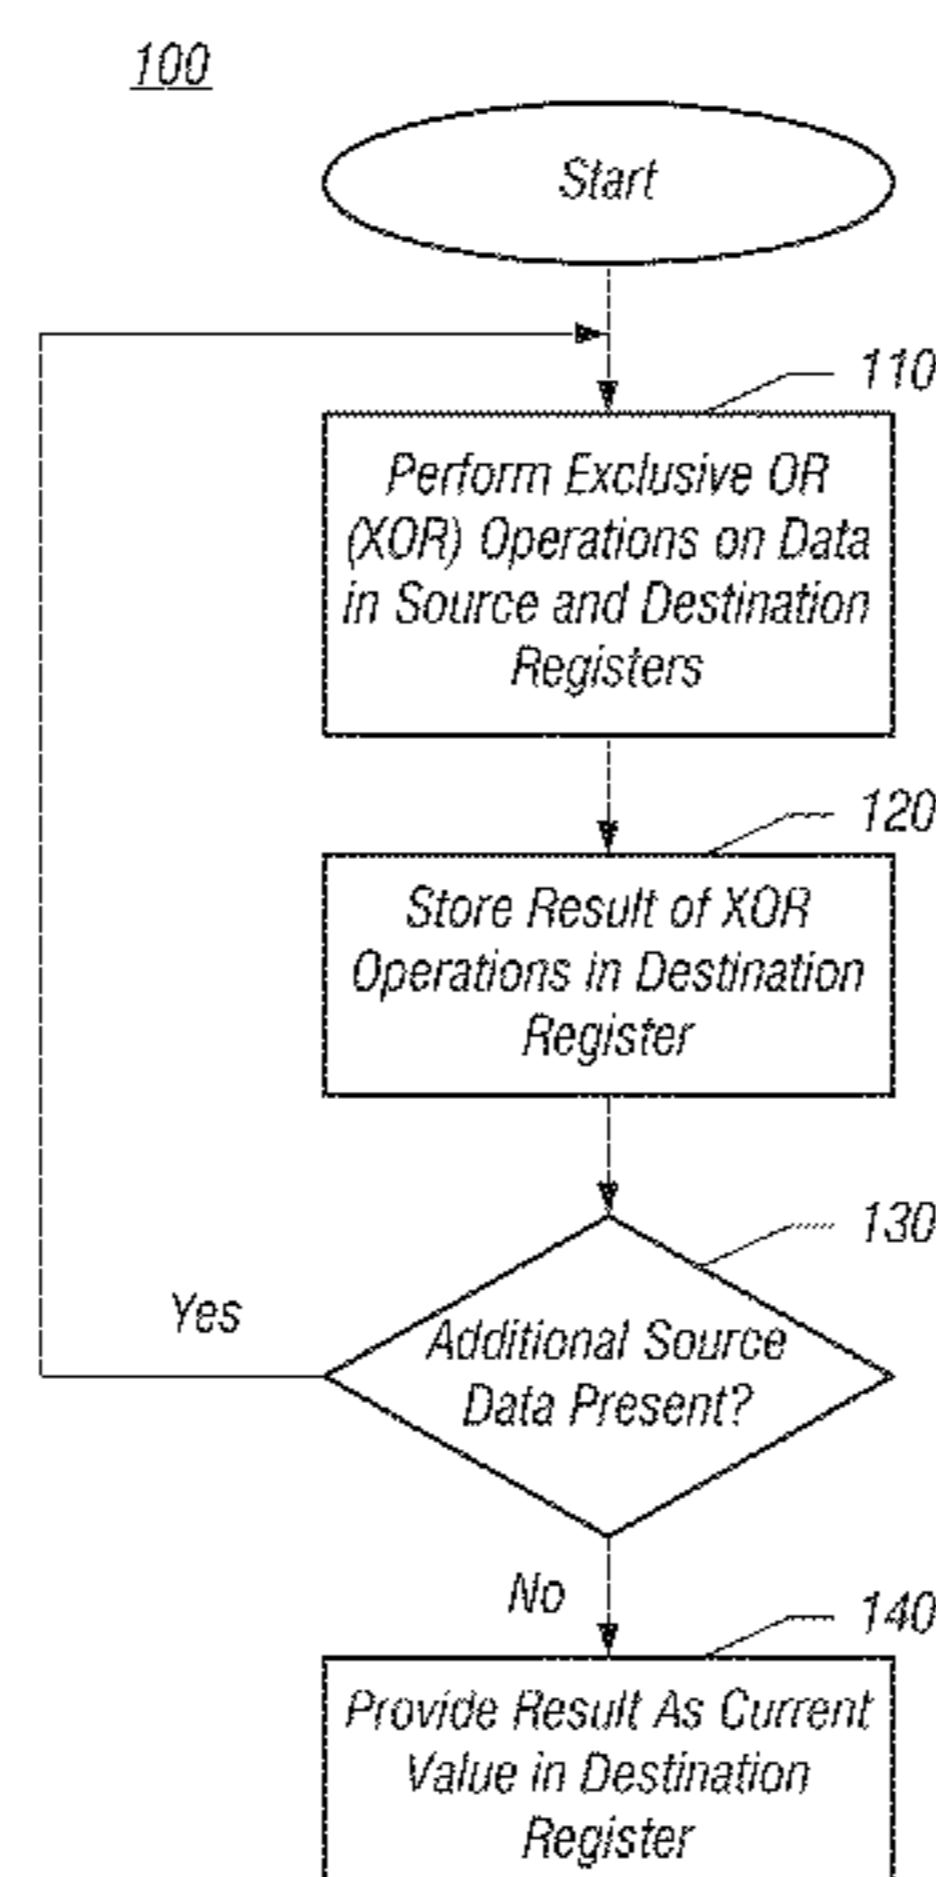 100
Start
110
Perform Exclusive OR
(XOR) Operations on Data
in Source and Destination
Registers
120
Store Result of XOR
Operations in Destination
Register
130
Yes
Additional Source
Data Present?
No
140
Provide Result As Current
Value in Destination
Register